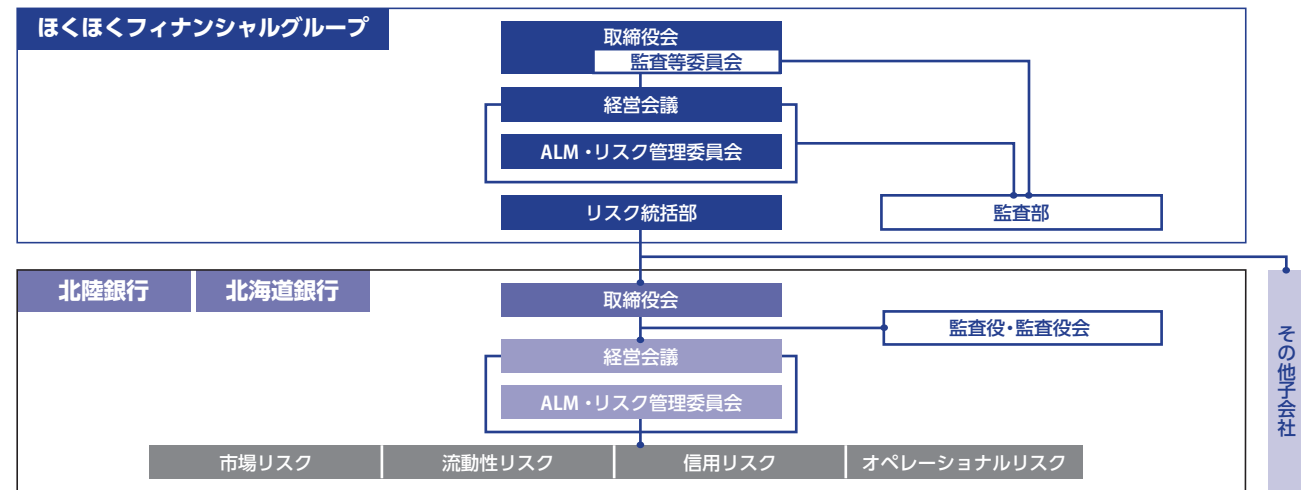 ほくほくフィナンシャルグループ
取締役会
監査等委員会
経営会議
ALM・リスク管理委員会
リスク統括部
監査部
北陸銀行
北海道銀行
取締役会
監査役・監査役会
経営会議
ALM・リスク管理委員会
市場リスク
流動性リスク
信用リスク
オペレーショナルリスク
その他子会社